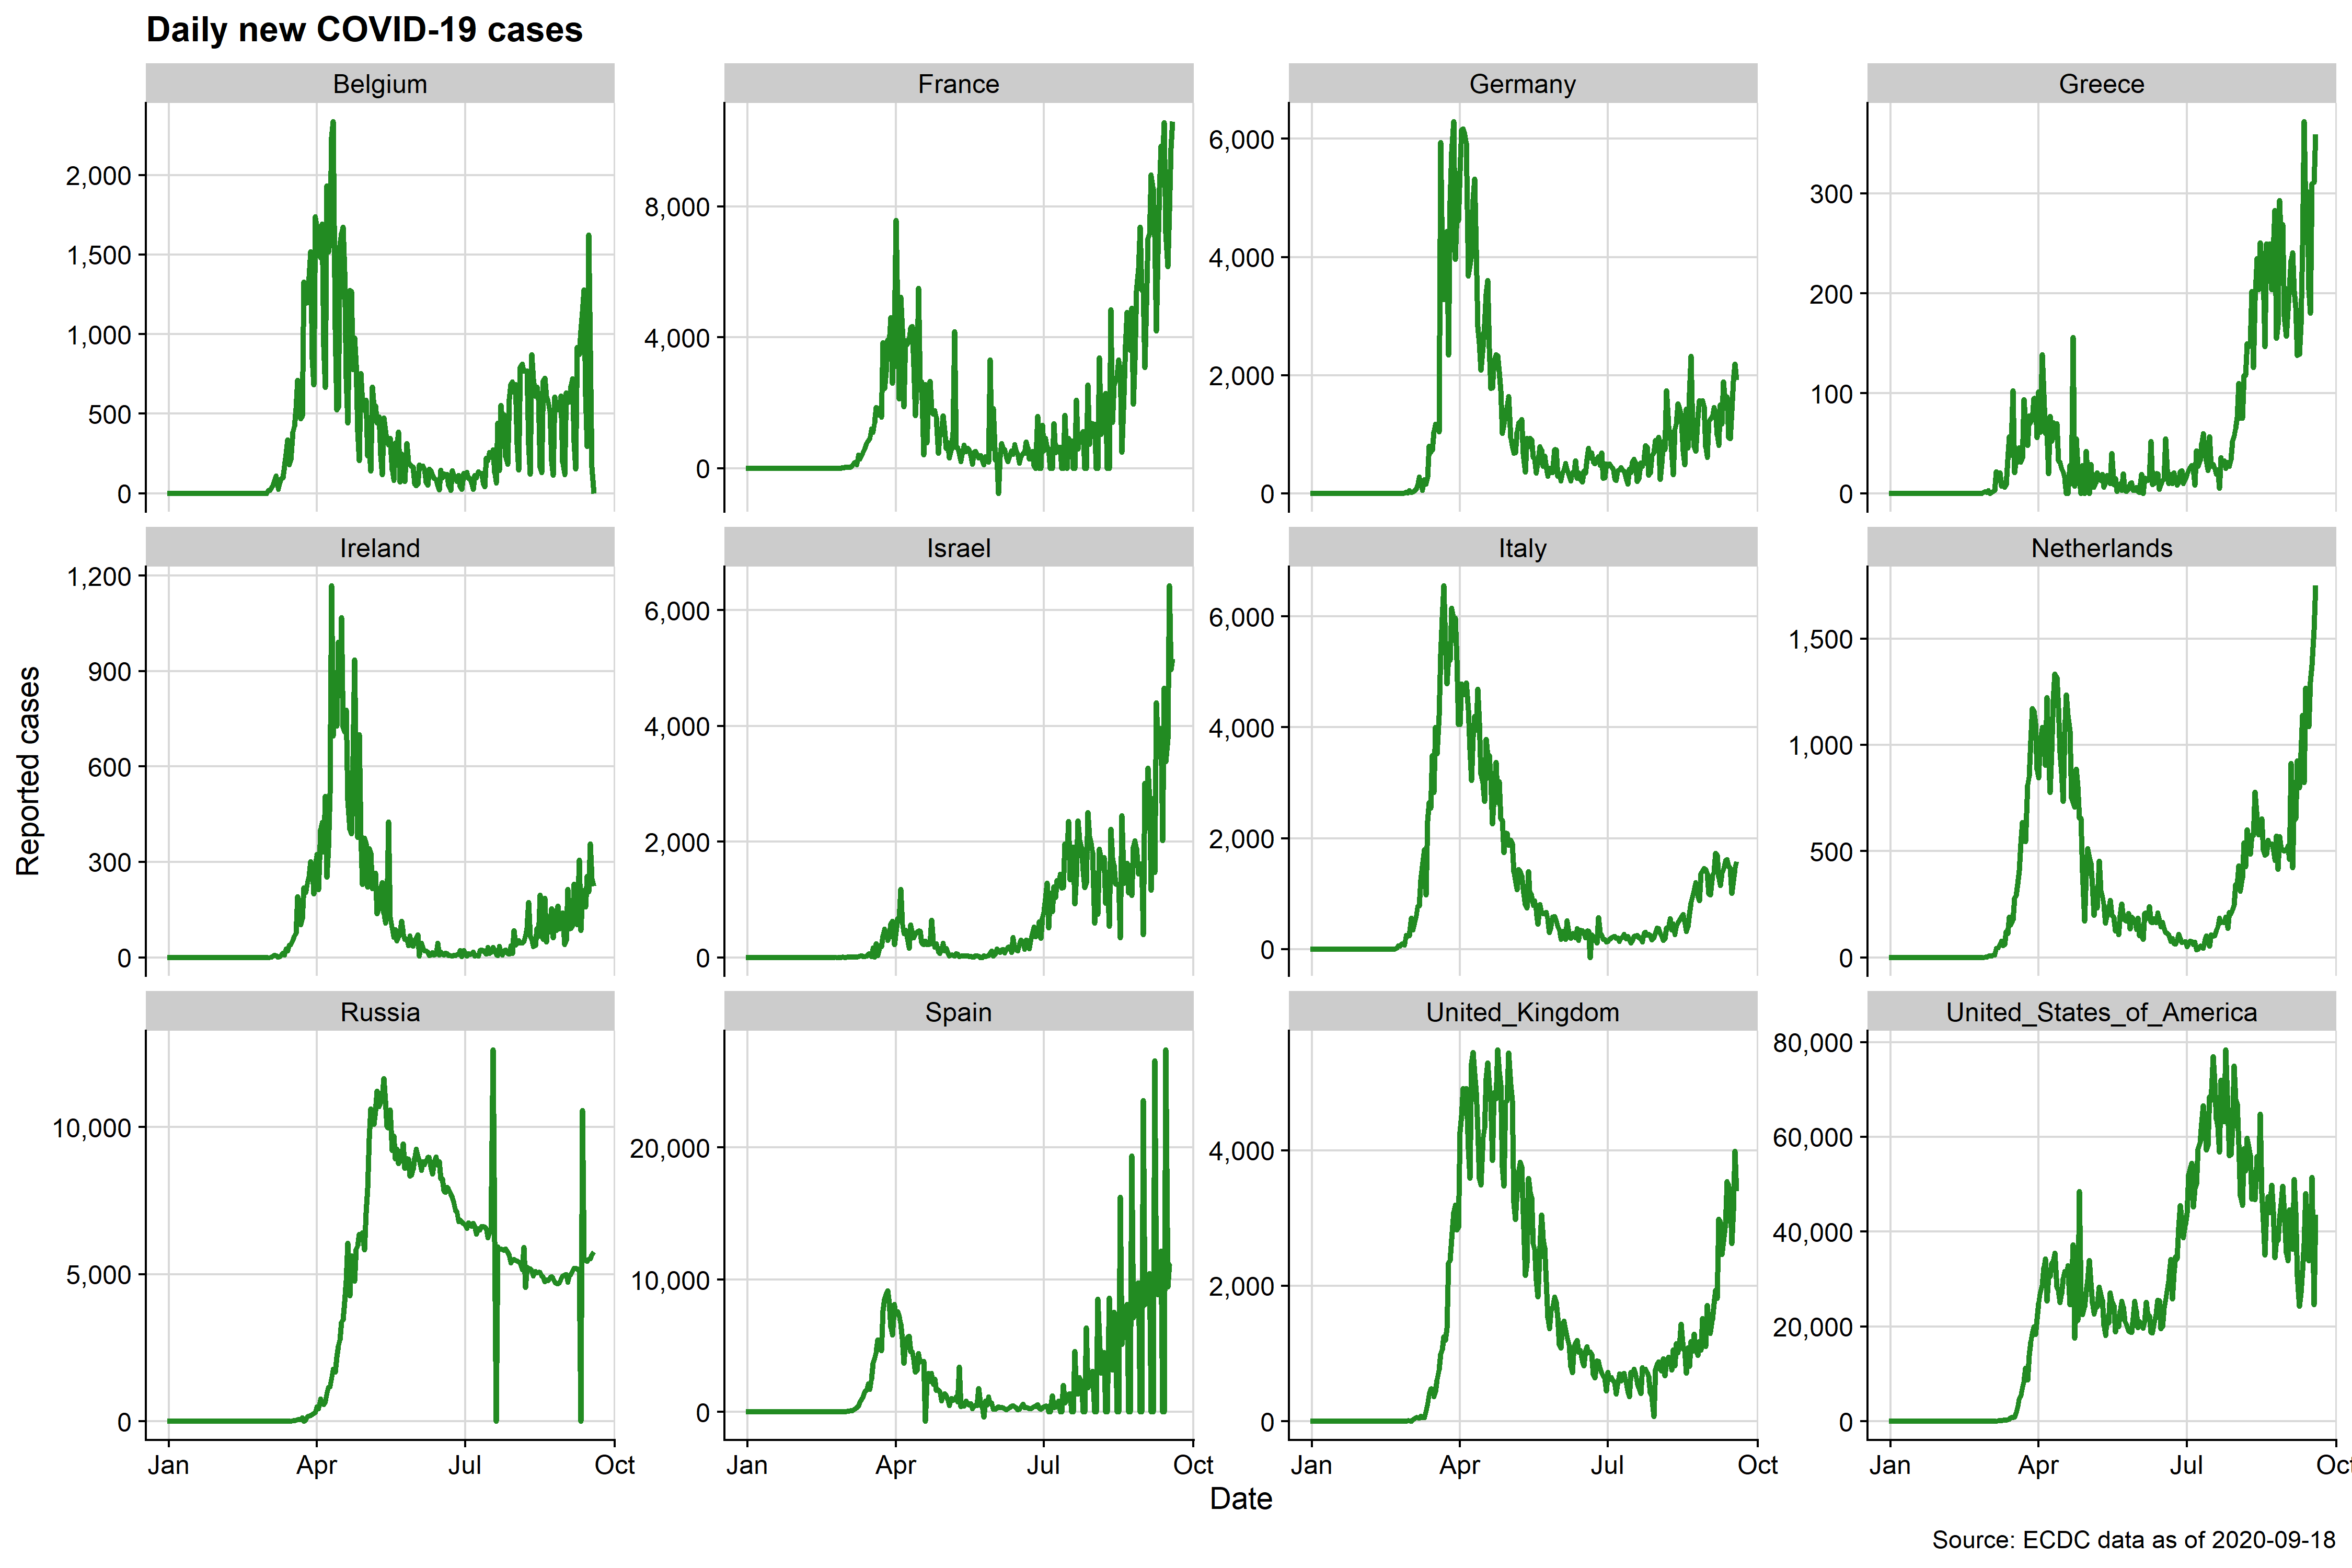 Daily new COVID-19 cases
Belgium
France
Germany
Greece
2,000
1,500
1,000
500
0
8,000
4,000
0
6,000
4,000
2,000
0
300
200
100
0
Ireland
Israel
Italy
Netherlands
1,200
900
600
300
0
6,000
4,000
2,000
0
6,000
4,000
2,000
0
1,500
1,000
500
0
Reported cases
Russia
Spain
United_Kingdom
United_States_of_America
10,000
5,000
0
20,000
10,000
0
4,000
2,000
0
80,000
60,000
40,000
20,000
0
Jan Apr Jul Oct
Jan Apr Jul Oct
Jan Apr Jul Oct
Jan Apr Jul Oct
Date
Source: ECDC data as of 2020-09-18